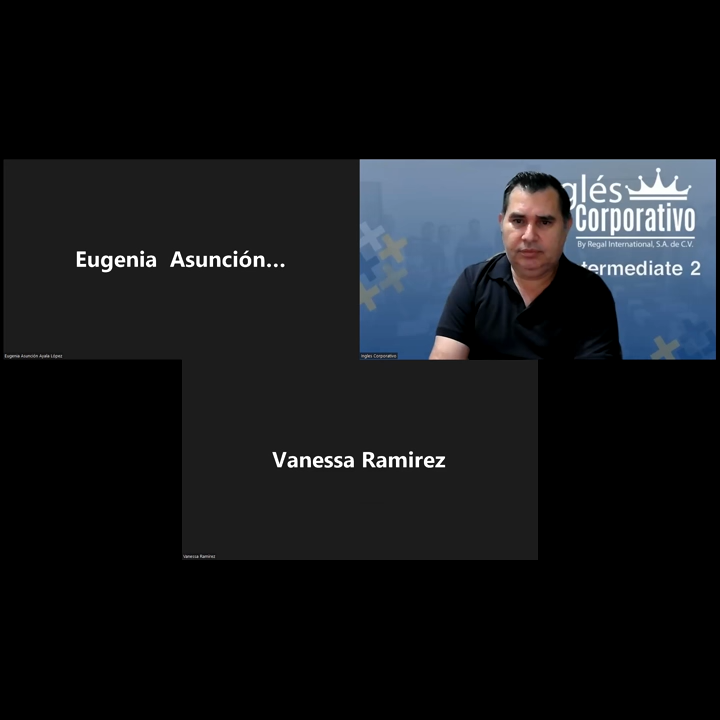 Eugenia Asunción...
Eugenia Asunción Ayala López
glés
Corporativo
By Regal International, S.A. de C.V.
termediate 2
Ingles Corporativo
Vanessa Ramirez
Vanessa Ramirez